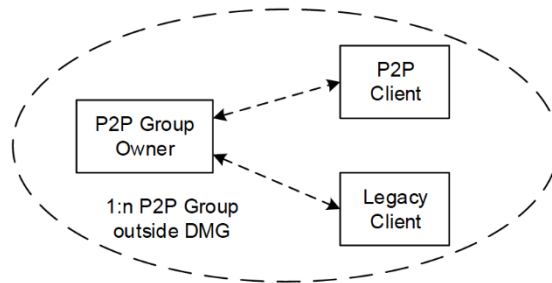 P2P Group
Owner
P2P
Client
Legacy
Client
1:n P2P Group
outside DMG